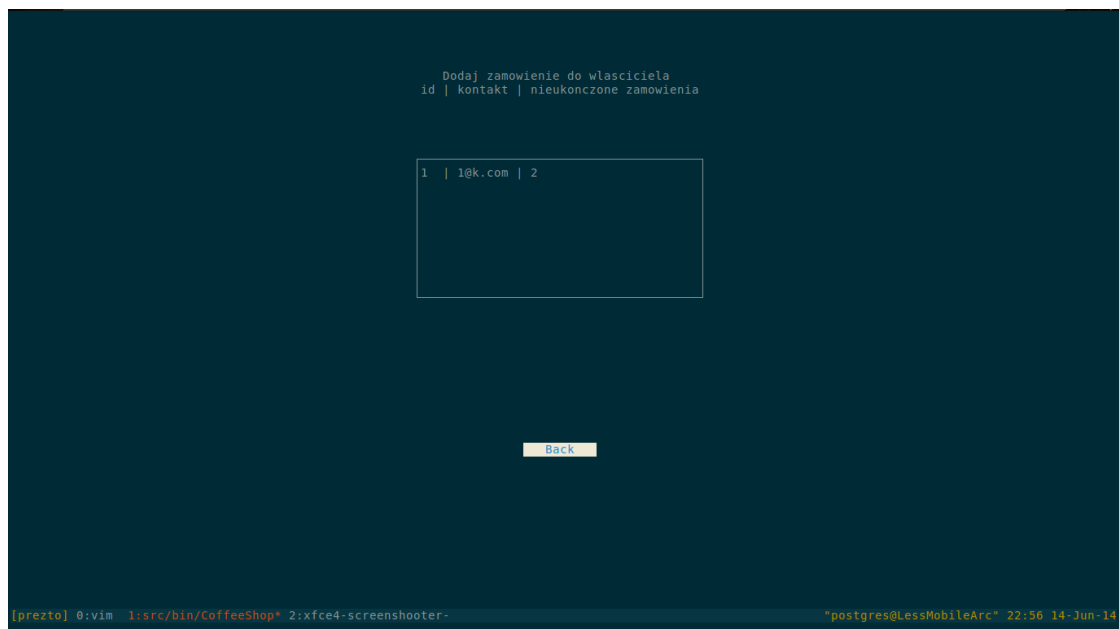 Dodaj zamowienie do wlasciciela
id | kontakt | nieukonczone zamowienia
1  | 1@k.com | 2
Back
[prezto] 0:vim  1:src/bin/CoffeeShop* 2:xfce4-screenshooter- "postgres@LessMobileArc" 22:56 14-Jun-14